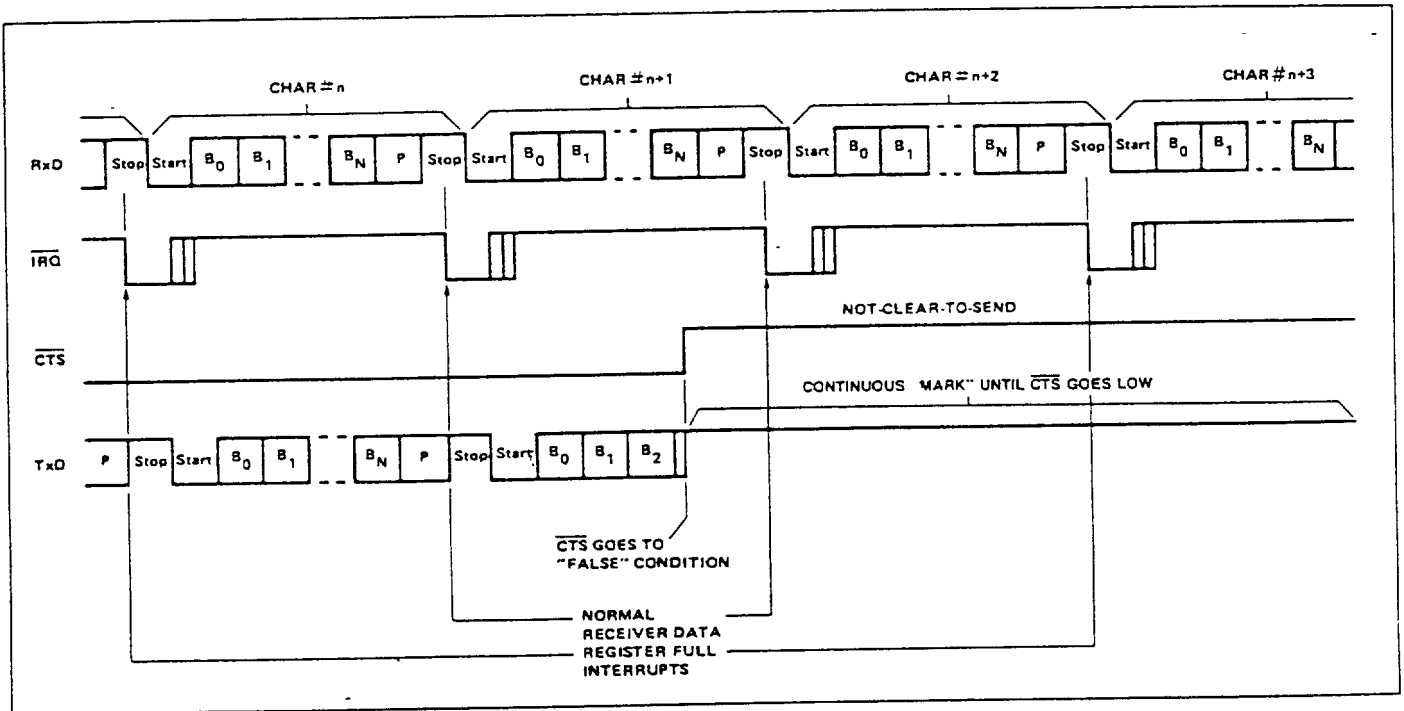 CHAR # n CHAR # n+1 CHAR # n+2 CHAR # n+3
RxD Stop Start B0 B1 BN P Stop Start B0 B1 BN P Stop Start B0 B1 BN P Stop Start B0 B1 BN
IRQ
NOT-CLEAR-TO-SEND
CTS
CONTINUOUS "MARK" UNTIL CTS GOES LOW
TxD P Stop Start B0 B1 BN P Stop Start B0 B1 B2
CTS GOES TO
"FALSE" CONDITION
NORMAL
RECEIVER DATA
REGISTER FULL
INTERRUPTS